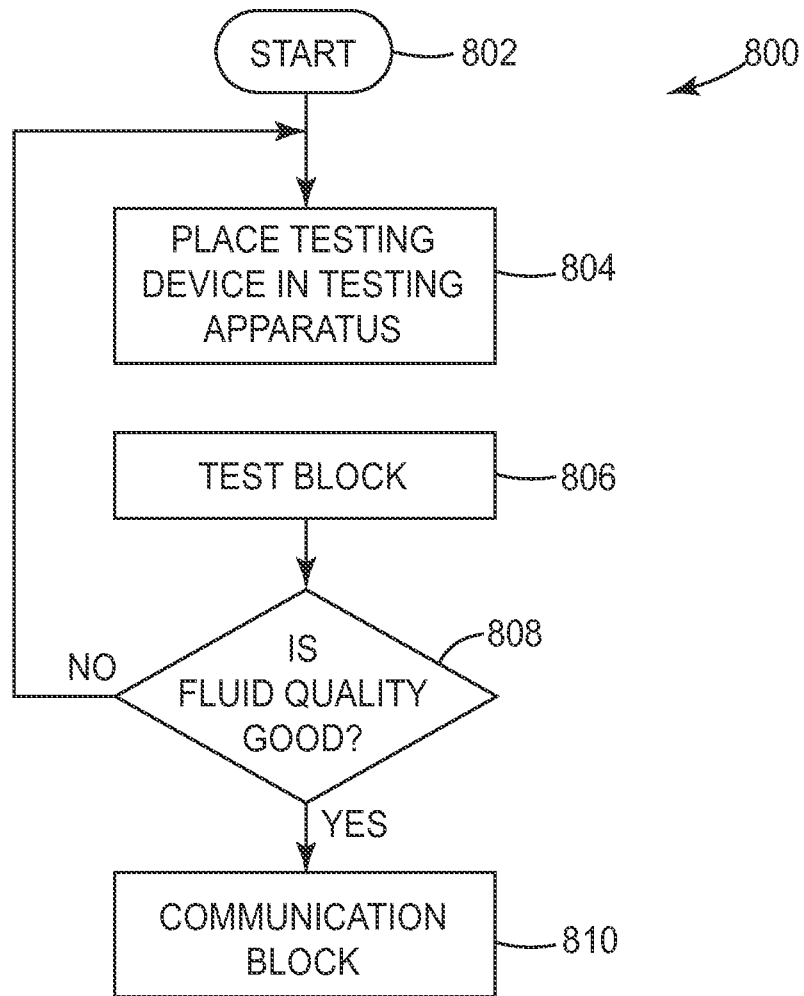 START
802
800
PLACE TESTING
DEVICE IN TESTING
APPARATUS
804
TEST BLOCK
806
IS
FLUID QUALITY
GOOD?
808
NO
YES
COMMUNICATION
BLOCK
810